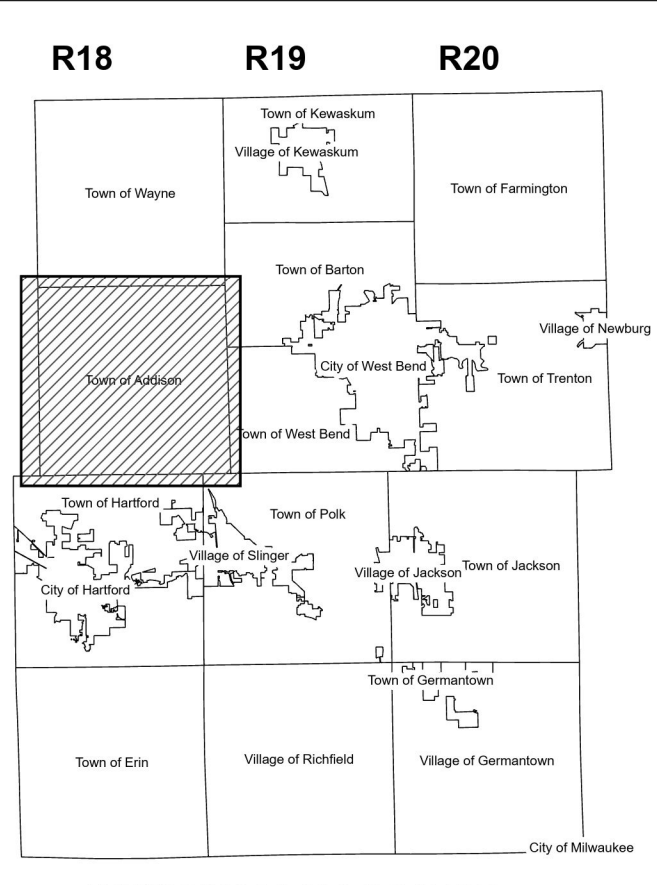 R18
R19
R20
Town of Kewaskum
Village of Kewaskum
Town of Wayne
Town of Farmington
Town of Barton
Village of Newburg
City of West Bend
Town of Addison
Town of Trenton
Town of West Bend
Town of Hartford
Town of Polk
Village of Slinger
Town of Jackson
Village of Jackson
City of Hartford
Town of Germantown
Town of Erin
Village of Richfield
Village of Germantown
City of Milwaukee